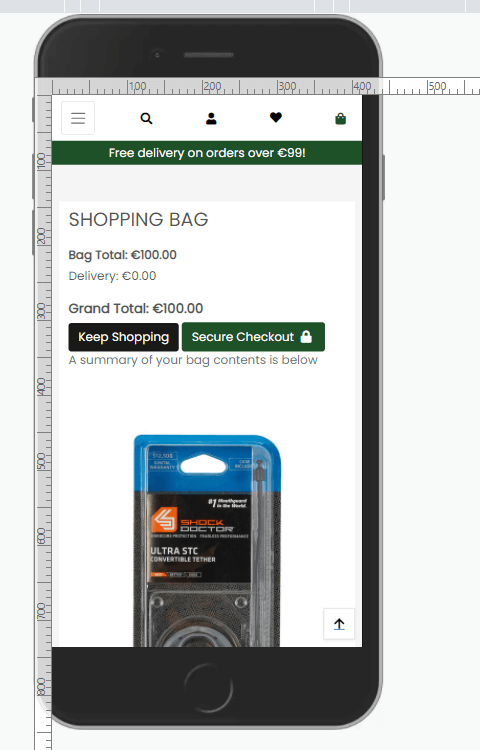 100 200 300 400 500
100
200
300
400
500
600
700
800
Free delivery on orders over €99!
SHOPPING BAG
Bag Total: €100.00
Delivery: €0.00
Grand Total: €100.00
Keep Shopping Secure Checkout
A summary of your bag contents is below
#1 Mouthguard
in the World.
SHOCK
DOCTOR
ULTRA STC
CONVERTIBLE TETHER